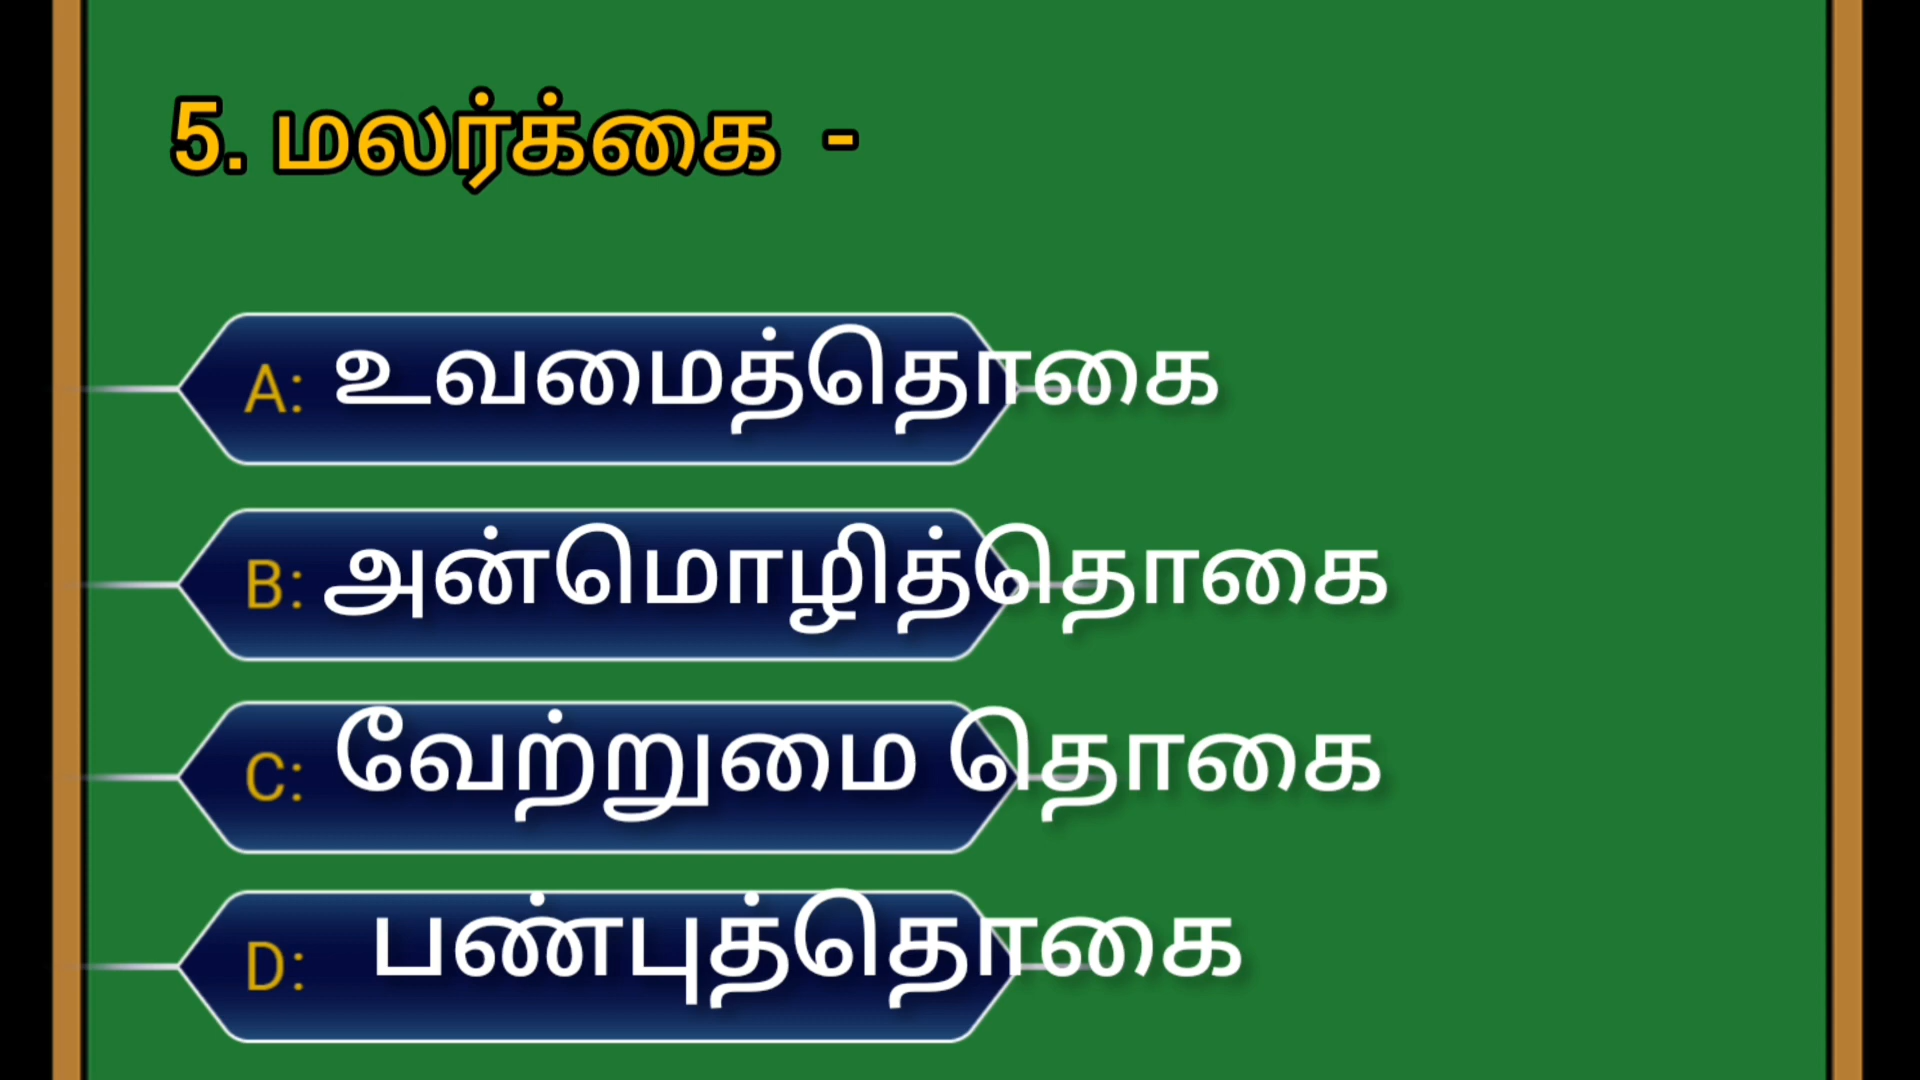 5. மலர்க்கை -
A: உவமைத்தொகை
B: அன்மொழித்தொகை
C: வேற்றுமை தொகை
D: பண்புத்தொகை